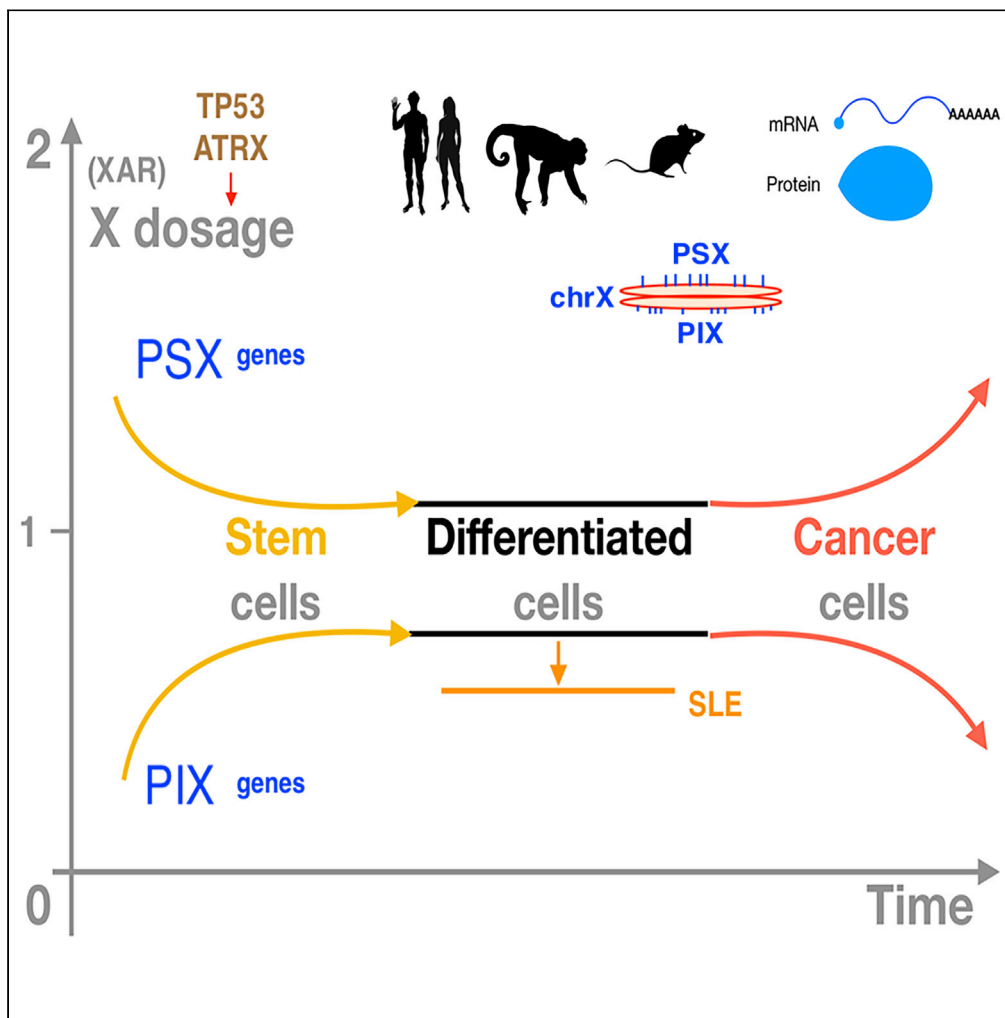 TP53
ATRX
2
(XAR)
X dosage
mRNA
AAAAAA
Protein
PSX
chrX
PIX
PSX genes
1
Stem
cells
Differentiated
cells
Cancer
cells
SLE
PIX genes
0
Time